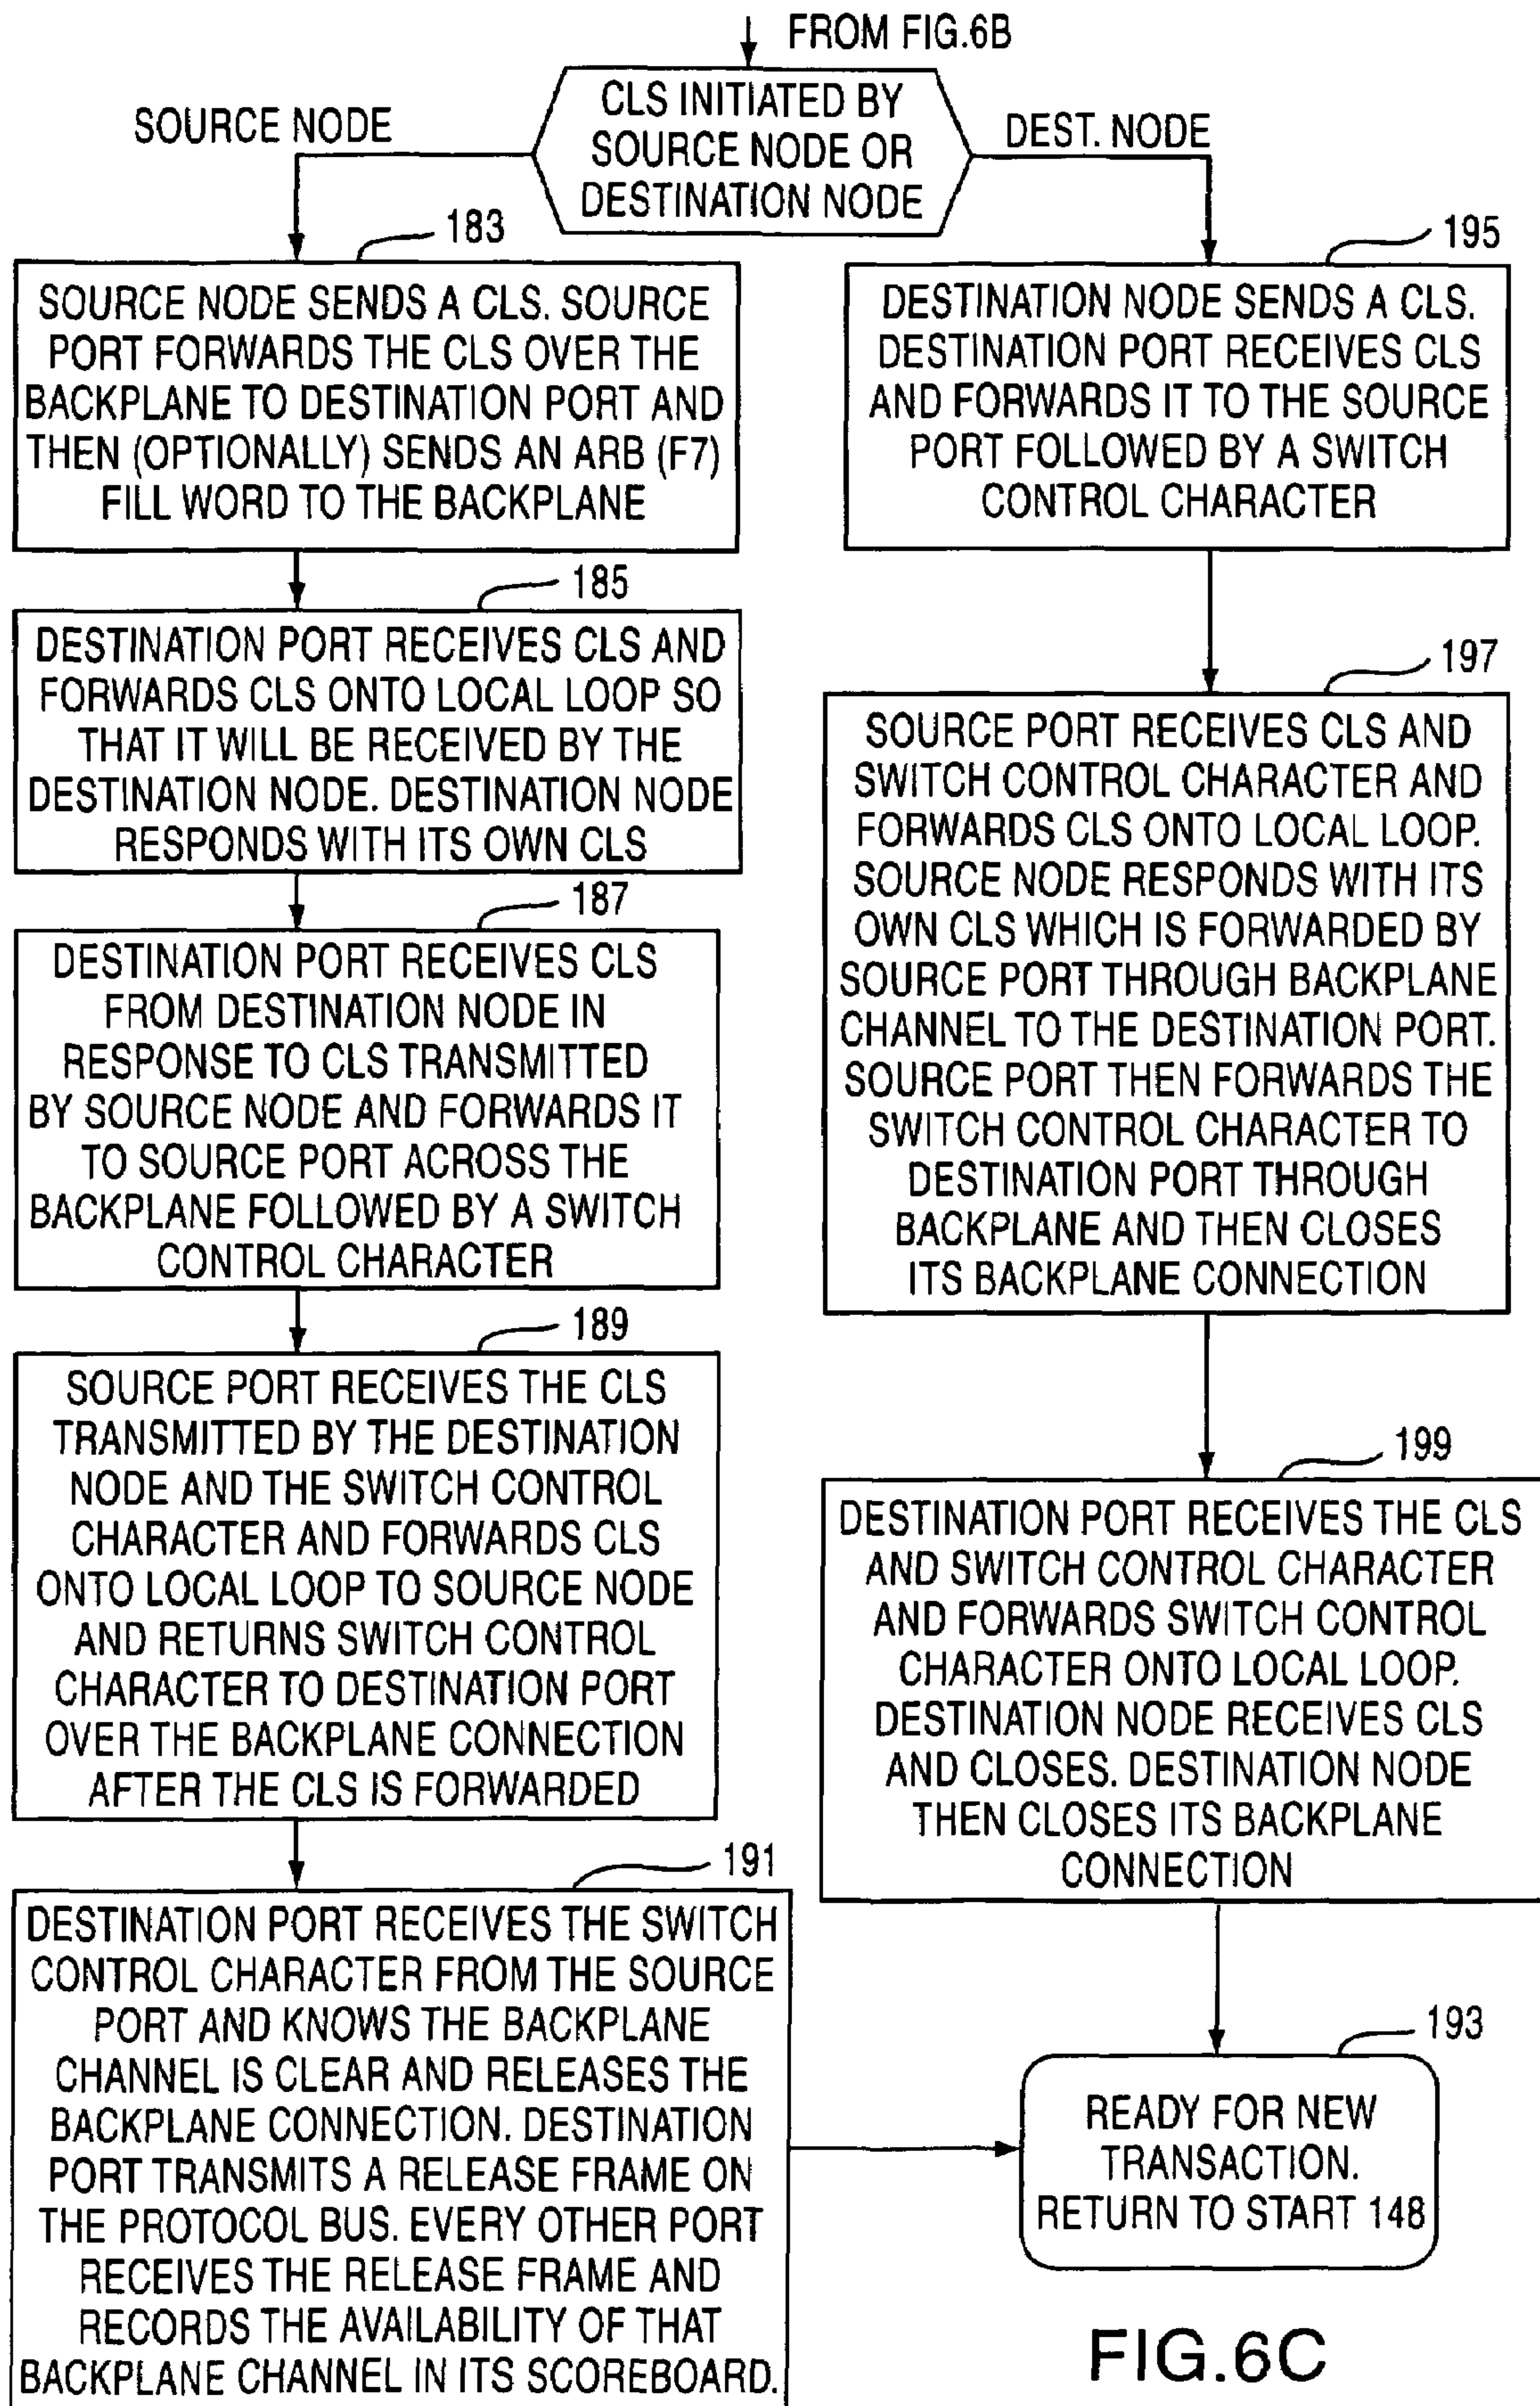 FROM FIG.6B
CLS INITIATED BY
SOURCE NODE OR
DESTINATION NODE
SOURCE NODE
DEST. NODE
183
SOURCE NODE SENDS A CLS. SOURCE
PORT FORWARDS THE CLS OVER THE
BACKPLANE TO DESTINATION PORT AND
THEN (OPTIONALLY) SENDS AN ARB (F7)
FILL WORD TO THE BACKPLANE
185
DESTINATION PORT RECEIVES CLS AND
FORWARDS CLS ONTO LOCAL LOOP SO
THAT IT WILL BE RECEIVED BY THE
DESTINATION NODE. DESTINATION NODE
RESPONDS WITH ITS OWN CLS
187
DESTINATION PORT RECEIVES CLS
FROM DESTINATION NODE IN
RESPONSE TO CLS TRANSMITTED
BY SOURCE NODE AND FORWARDS IT
TO SOURCE PORT ACROSS THE
BACKPLANE FOLLOWED BY A SWITCH
CONTROL CHARACTER
189
SOURCE PORT RECEIVES THE CLS
TRANSMITTED BY THE DESTINATION
NODE AND THE SWITCH CONTROL
CHARACTER AND FORWARDS CLS
ONTO LOCAL LOOP TO SOURCE NODE
AND RETURNS SWITCH CONTROL
CHARACTER TO DESTINATION PORT
OVER THE BACKPLANE CONNECTION
AFTER THE CLS IS FORWARDED
191
DESTINATION PORT RECEIVES THE SWITCH
CONTROL CHARACTER FROM THE SOURCE
PORT AND KNOWS THE BACKPLANE
CHANNEL IS CLEAR AND RELEASES THE
BACKPLANE CONNECTION. DESTINATION
PORT TRANSMITS A RELEASE FRAME ON
THE PROTOCOL BUS. EVERY OTHER PORT
RECEIVES THE RELEASE FRAME AND
RECORDS THE AVAILABILITY OF THAT
BACKPLANE CHANNEL IN ITS SCOREBOARD.
195
DESTINATION NODE SENDS A CLS.
DESTINATION PORT RECEIVES CLS
AND FORWARDS IT TO THE SOURCE
PORT FOLLOWED BY A SWITCH
CONTROL CHARACTER
197
SOURCE PORT RECEIVES CLS AND
SWITCH CONTROL CHARACTER AND
FORWARDS CLS ONTO LOCAL LOOP.
SOURCE NODE RESPONDS WITH ITS
OWN CLS WHICH IS FORWARDED BY
SOURCE PORT THROUGH BACKPLANE
CHANNEL TO THE DESTINATION PORT.
SOURCE PORT THEN FORWARDS THE
SWITCH CONTROL CHARACTER TO
DESTINATION PORT THROUGH
BACKPLANE AND THEN CLOSES
ITS BACKPLANE CONNECTION
199
DESTINATION PORT RECEIVES THE CLS
AND SWITCH CONTROL CHARACTER
AND FORWARDS SWITCH CONTROL
CHARACTER ONTO LOCAL LOOP.
DESTINATION NODE RECEIVES CLS
AND CLOSES. DESTINATION NODE
THEN CLOSES ITS BACKPLANE
CONNECTION
193
READY FOR NEW
TRANSACTION.
RETURN TO START 148
FIG.6C